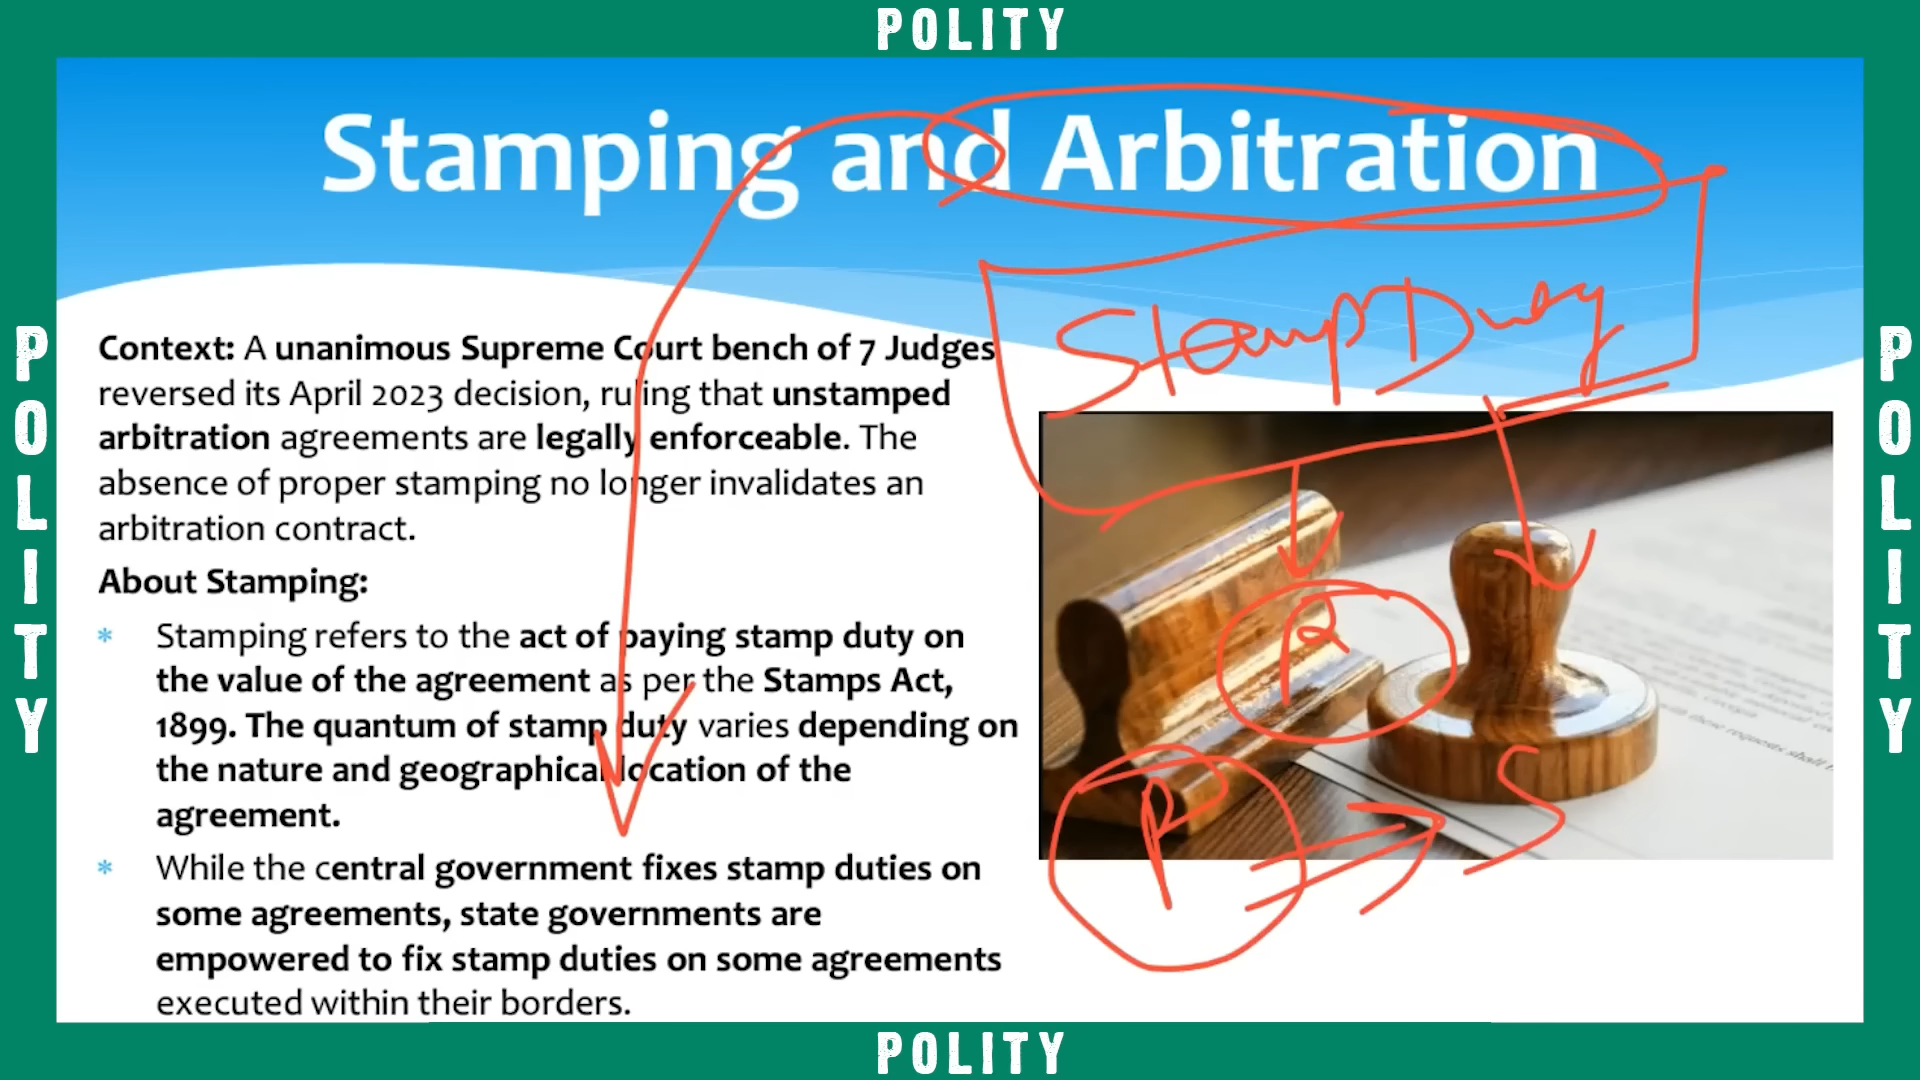 POLITY
Stamping and Arbitration
Stamp Duty
Context: A unanimous Supreme Court bench of 7 Judges
reversed its April 2023 decision, ruling that unstamped
arbitration agreements are legally enforceable. The
absence of proper stamping no longer invalidates an
arbitration contract.
About Stamping:
* Stamping refers to the act of paying stamp duty on
the value of the agreement as per the Stamps Act,
1899. The quantum of stamp duty varies depending on
the nature and geographical location of the
agreement.
* While the central government fixes stamp duties on
some agreements, state governments are
empowered to fix stamp duties on some agreements
executed within their borders.
R
P
S
POLITY
POLITY
POLITY